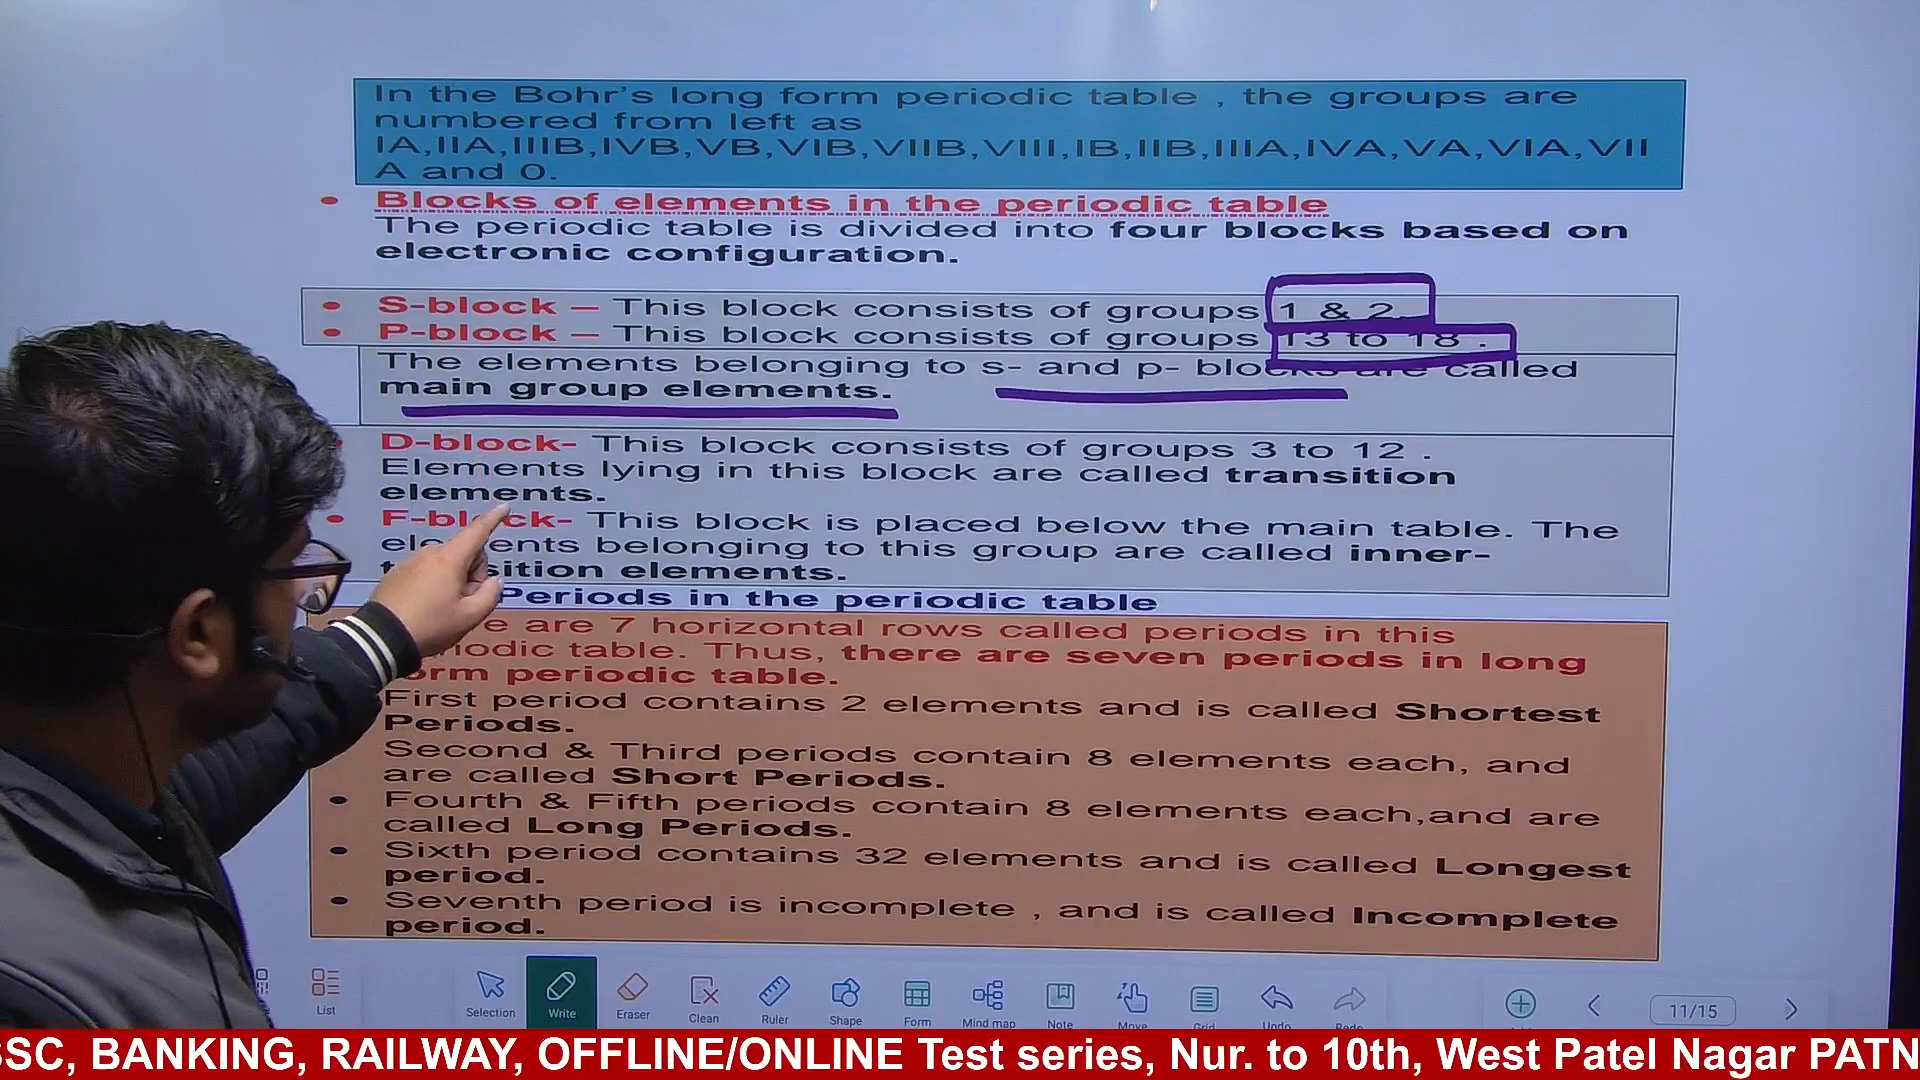 In the Bohr's long form periodic table , the groups are
numbered from left as
IA,IIA,IIIB,IVB,VB,VIB,VIIB,VIII,IB,IIB,IIIA,IVA,VA,VIA,VII
A and 0.
• Blocks of elements in the periodic table
The periodic table is divided into four blocks based on
electronic configuration.
• S-block – This block consists of groups 1 & 2.
• P-block – This block consists of groups 13 to 18 .
The elements belonging to s- and p- blocks are called
main group elements.
D-block- This block consists of groups 3 to 12 .
Elements lying in this block are called transition
elements.
• F-block- This block is placed below the main table. The
belonging to this group are called inner-
elements.
Periods in the periodic table
are 7 horizontal rows called periods in this
table. Thus, there are seven periods in long
periodic table.
First period contains 2 elements and is called Shortest
Periods.
Second & Third periods contain 8 elements each, and
are called Short Periods.
• Fourth & Fifth periods contain 8 elements each,and are
called Long Periods.
• Sixth period contains 32 elements and is called Longest
period.
• Seventh period is incomplete , and is called Incomplete
period.
List
Selection
Write
Eraser
Clean
Ruler
Shape
Form
Mind map
Note
Move
Grid
Undo
Redo
11/15
SSC, BANKING, RAILWAY, OFFLINE/ONLINE Test series, Nur. to 10th, West Patel Nagar PATN